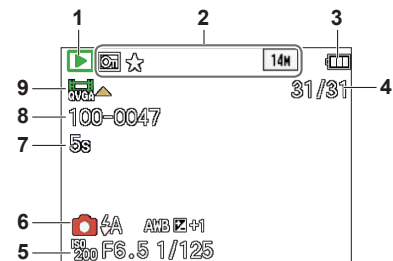 1 2 3
14M
9 QVGA 31/31 4
8 100-0047
7 5s
6 A AWB +1
5 ISO 200 F6.5 1/125